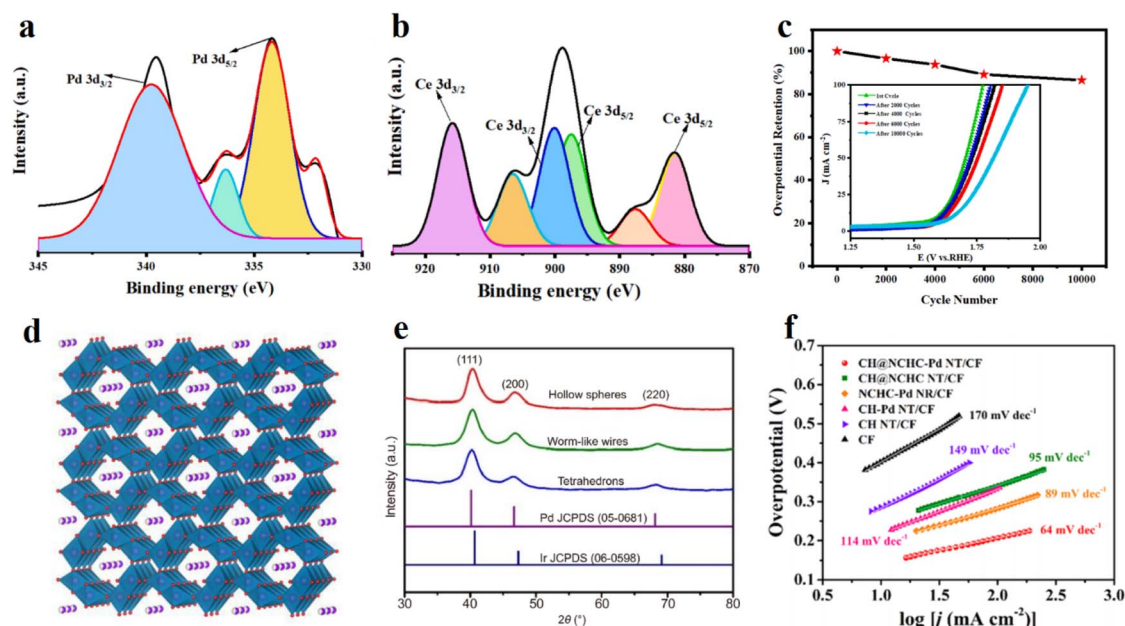 a
Pd 3d3/2
Pd 3d5/2
Intensity (a.u.)
345 340 335 330
Binding energy (eV)
b
Ce 3d3/2
Ce 3d3/2
Ce 3d5/2
Ce 3d5/2
Intensity (a.u.)
920 910 900 890 880 870
Binding energy (eV)
c
Overpotential Retention (%)
100
80
60
40
20
0
1st Cycle
After 2000 Cycles
After 4000 Cycles
After 6000 Cycles
After 10000 Cycles
J (mA cm-2)
100
75
50
25
0
1.25 1.50 1.75 2.00
E (V vs.RHE)
0 2000 4000 6000 8000 10000
Cycle Number
d
e
(111)
(200)
(220)
Hollow spheres
Worm-like wires
Tetrahedrons
Pd JCPDS (05-0681)
Ir JCPDS (06-0598)
Intensity (a.u.)
30 40 50 60 70 80
2θ (°)
f
Overpotential (V)
0.7
0.6
0.5
0.4
0.3
0.2
0.1
CH@NCHC-Pd NT/CF
CH@NCHC NT/CF
NCHC-Pd NR/CF
CH-Pd NT/CF
CH NT/CF
CF
170 mV dec-1
149 mV dec-1
95 mV dec-1
89 mV dec-1
114 mV dec-1
64 mV dec-1
0.5 1.0 1.5 2.0 2.5 3.0
log [j (mA cm-2)]